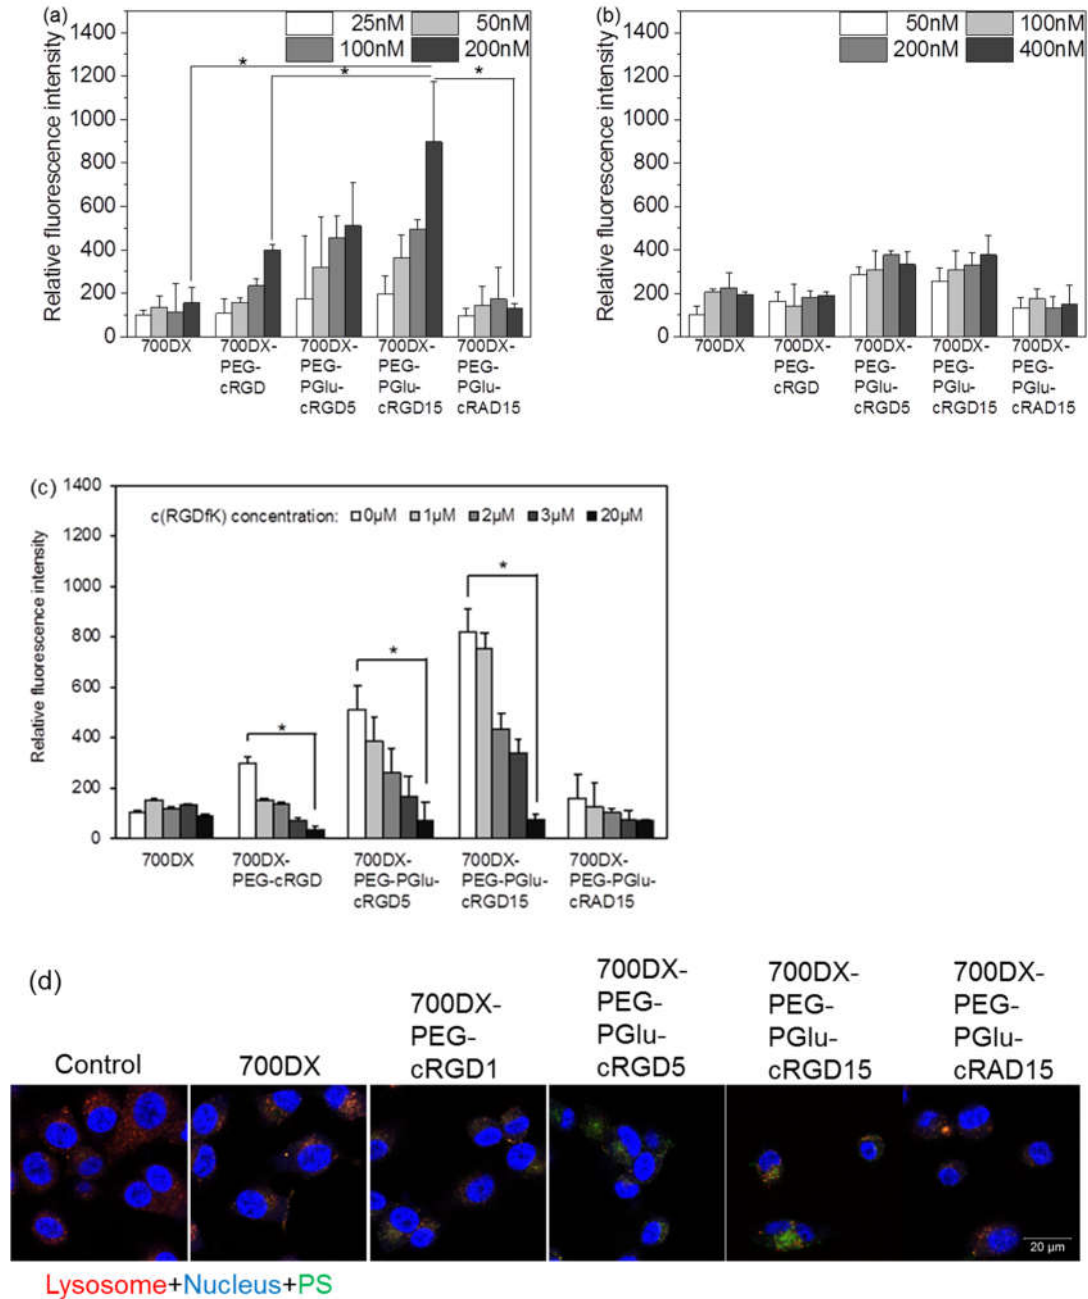 (a)
25nM 50nM
100nM 200nM
Relative fluorescence intensity
1400
1200
1000
800
600
400
200
0
*
*
*
700DX
700DX-
PEG-
cRGD
700DX-
PEG-
PGlu-
cRGD5
700DX-
PEG-
PGlu-
cRGD15
700DX-
PEG-
PGlu-
cRAD15
(b)
50nM 100nM
200nM 400nM
Relative fluorescence intensity
1400
1200
1000
800
600
400
200
0
700DX
700DX-
PEG-
cRGD
700DX-
PEG-
PGlu-
cRGD5
700DX-
PEG-
PGlu-
cRGD15
700DX-
PEG-
PGlu-
cRAD15
(c)
c(RGDfK) concentration: 0μM 1μM 2μM 3μM 20μM
Relative fluorescence intensity
1400
1200
1000
800
600
400
200
0
*
*
*
700DX
700DX-
PEG-cRGD
700DX-
PEG-PGlu-
cRGD5
700DX-
PEG-PGlu-
cRGD15
700DX-
PEG-PGlu-
cRAD15
(d)
Control
700DX
700DX-
PEG-
cRGD1
700DX-
PEG-
PGlu-
cRGD5
700DX-
PEG-
PGlu-
cRGD15
700DX-
PEG-
PGlu-
cRAD15
20 μm
Lysosome+Nucleus+PS